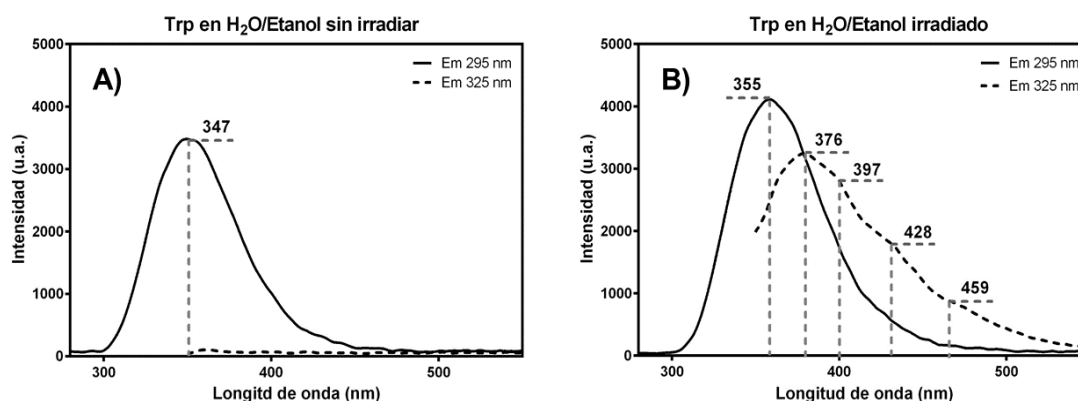 Trp en H₂O/Etanol sin irradiar
A)
Em 295 nm
Em 325 nm
347
Intensidad (u.a.)
5000
4000
3000
2000
1000
0
300
400
500
Longitd de onda (nm)
Trp en H₂O/Etanol irradiado
B)
Em 295 nm
Em 325 nm
355
376
397
428
459
Intensidad (u.a.)
5000
4000
3000
2000
1000
0
300
400
500
Longitud de onda (nm)